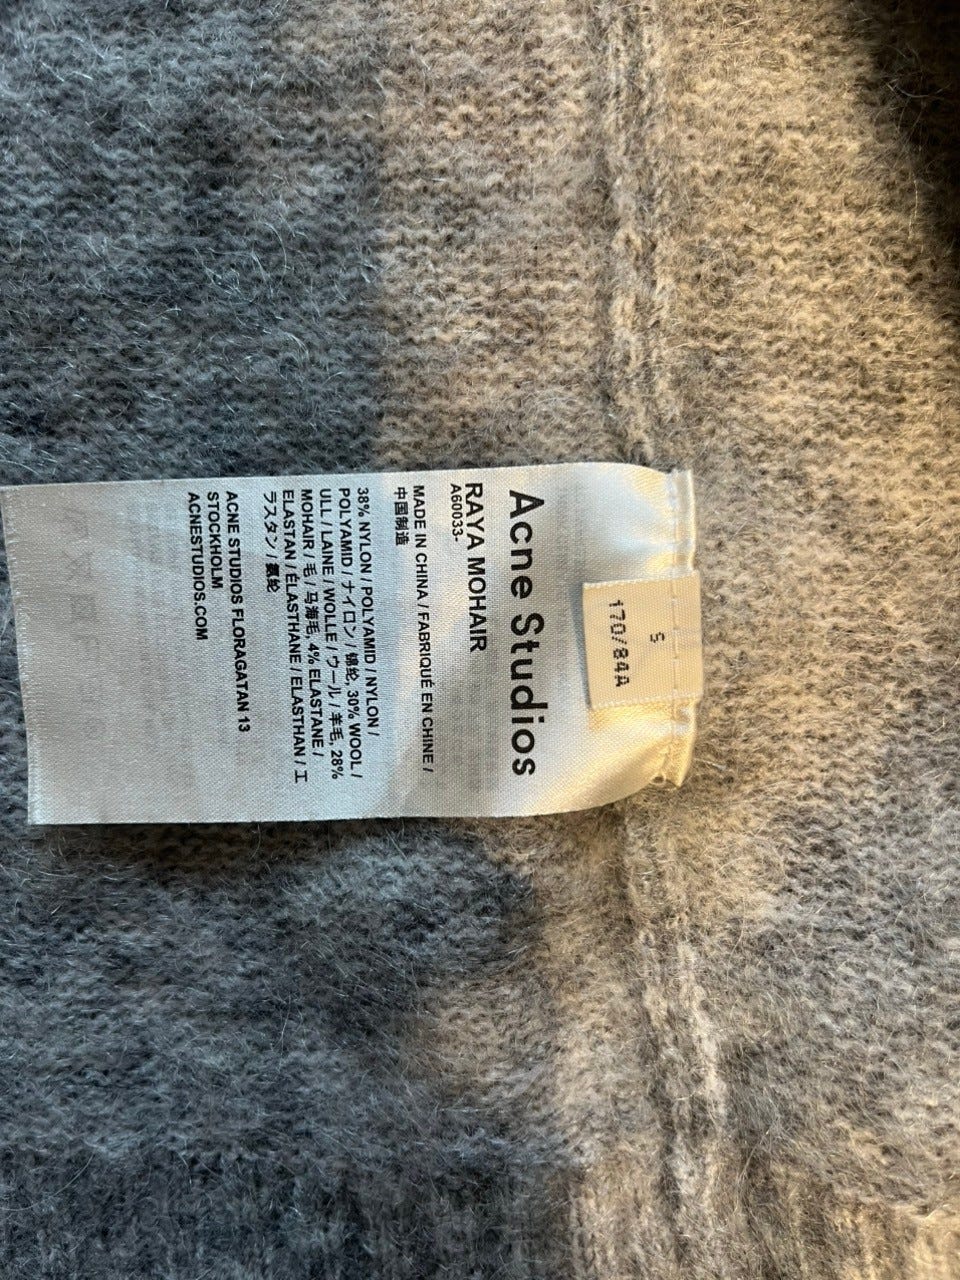 Acne Studios
RAYA MOHAIR
A60033-
MADE IN CHINA / FABRIQUÉ EN CHINE /
中国制造
38% NYLON / POLYAMID / NYLON /
POLYAMID / ナイロン / 锦纶, 30% WOOL /
ULL / LAINE / WOLLE / ウール / 羊毛, 28%
MOHAIR / 毛 / 马海毛, 4% ELASTANE /
ELASTAN / ÉLASTHANE / ELASTHAN / エ
ラスタン / 氨纶
ACNE STUDIOS FLORAGATAN 13
STOCKHOLM
ACNESTUDIOS.COM
S
170/84A